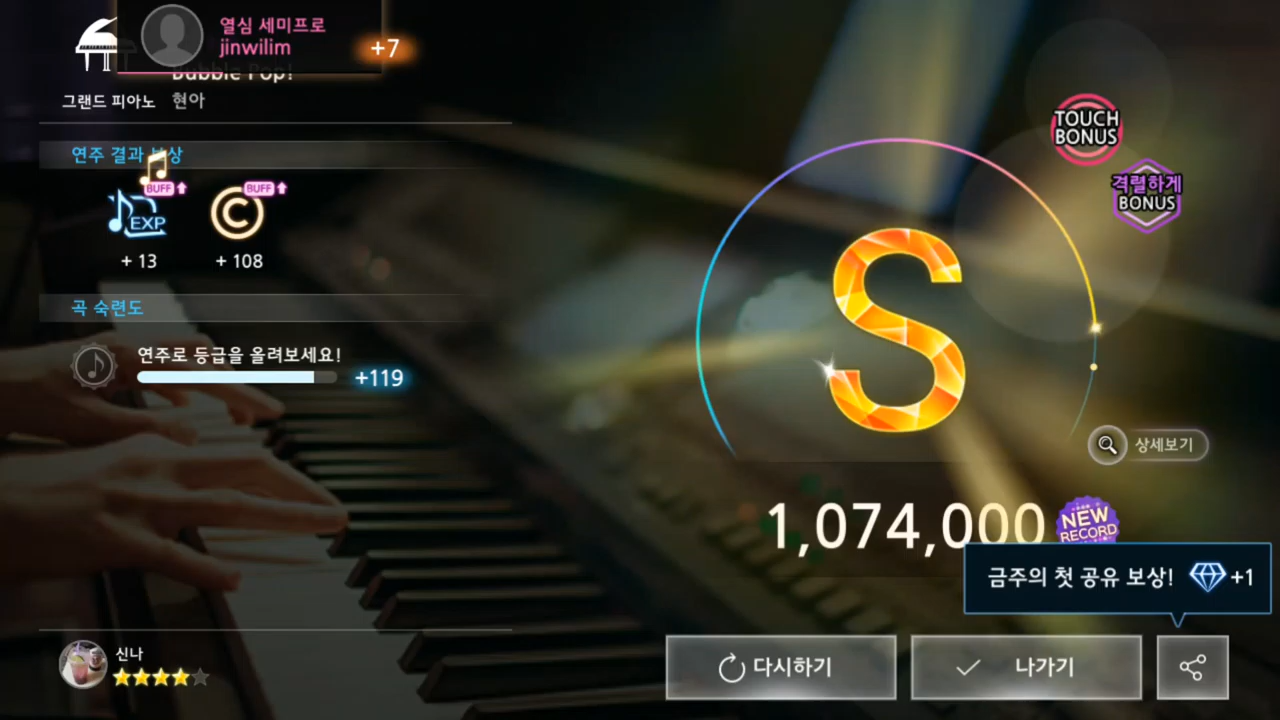 열심 세미프로
jinwilim
+7
Bubble Pop!
그랜드 피아노
현아
연주 결과 보상
BUFF
BUFF
EXP
C
+ 13
+ 108
곡 숙련도
연주로 등급을 올려보세요!
+119
신나
TOUCH
BONUS
격렬하게
BONUS
S
상세보기
1,074,000
NEW
RECORD
금주의 첫 공유 보상!
+1
다시하기
나가기